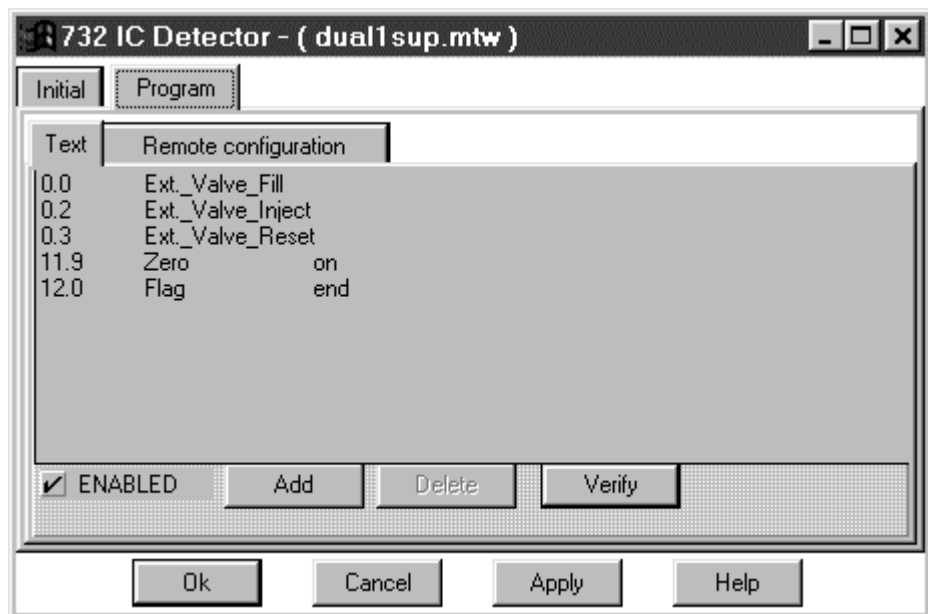 732 IC Detector - ( dual1sup.mtw )
Initial Program
Text Remote configuration
0.0 Ext._Valve_Fill
0.2 Ext._Valve_Inject
0.3 Ext._Valve_Reset
11.9 Zero on
12.0 Flag end
ENABLED Add Delete Verify
Ok Cancel Apply Help